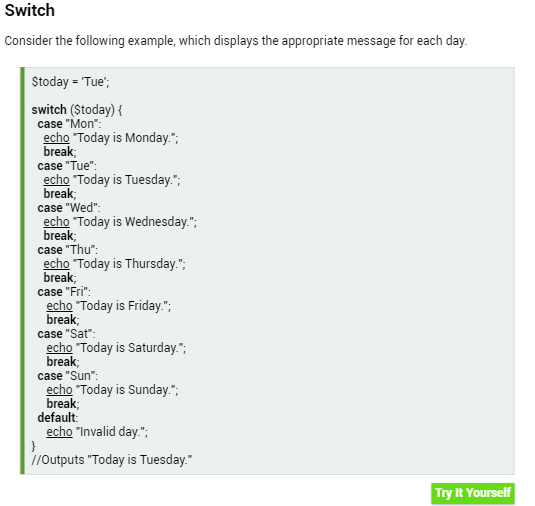 Switch
Consider the following example, which displays the appropriate message for each day.
$today = 'Tue';
switch ($today) {
case "Mon":
echo "Today is Monday.";
break;
case "Tue":
echo "Today is Tuesday.";
break;
case "Wed":
echo "Today is Wednesday.";
break;
case "Thu":
echo "Today is Thursday.";
break;
case "Fri":
echo "Today is Friday.";
break;
case "Sat":
echo "Today is Saturday.";
break;
case "Sun":
echo "Today is Sunday.";
break;
default:
echo "Invalid day.";
}
//Outputs "Today is Tuesday."
Try It Yourself